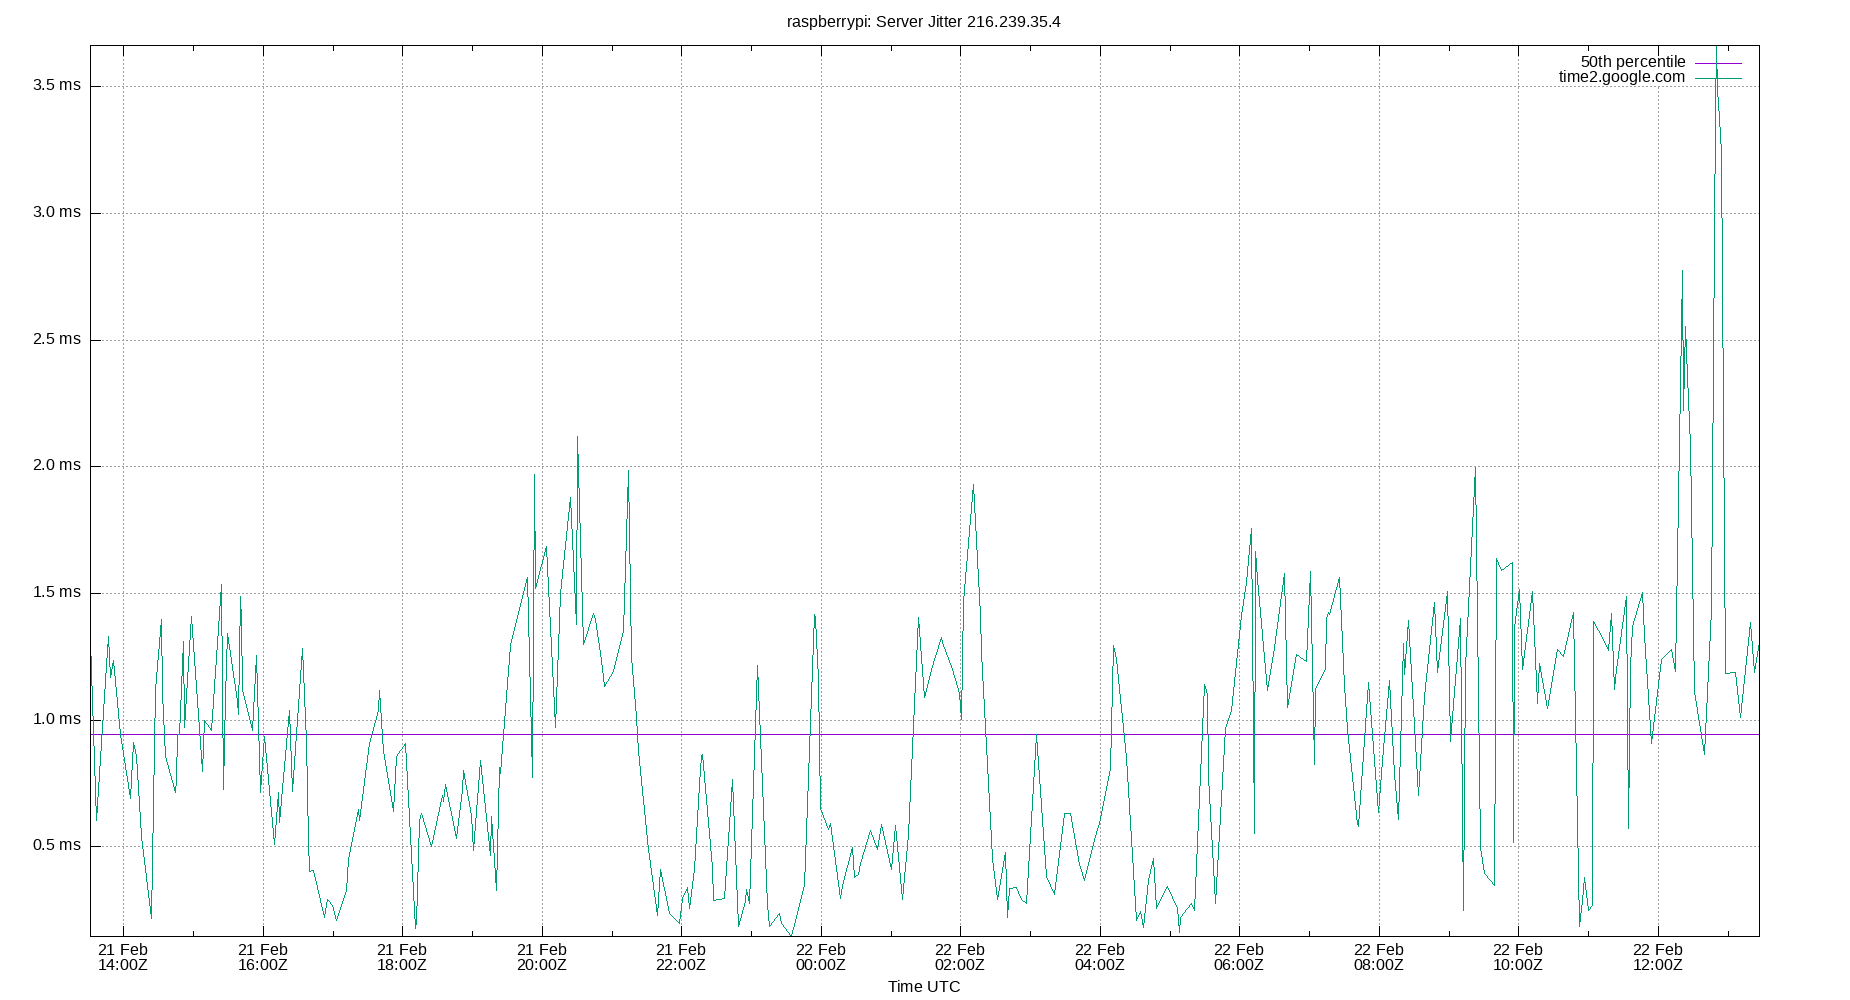 raspberrypi: Server Jitter 216.239.35.4
50th percentile
time2.google.com
3.5 ms
3.0 ms
2.5 ms
2.0 ms
1.5 ms
1.0 ms
0.5 ms
21 Feb 21 Feb 21 Feb 21 Feb 21 Feb 22 Feb 22 Feb 22 Feb 22 Feb 22 Feb 22 Feb 22 Feb
14:00Z 16:00Z 18:00Z 20:00Z 22:00Z 00:00Z 02:00Z 04:00Z 06:00Z 08:00Z 10:00Z 12:00Z
Time UTC